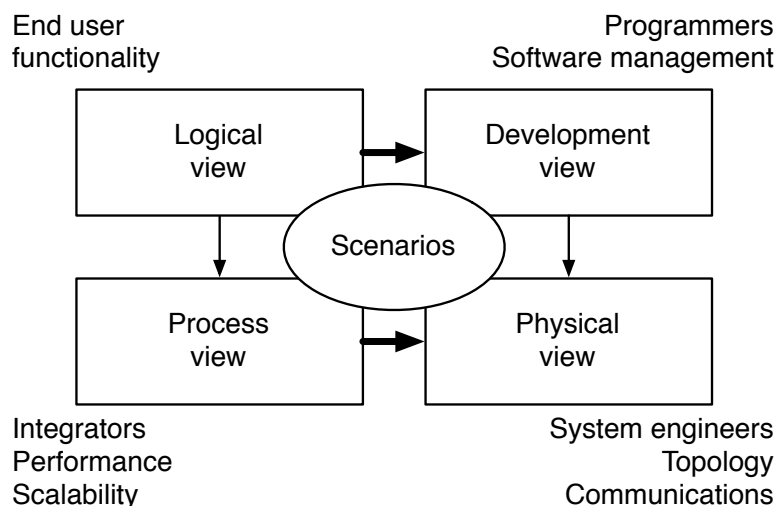 End user
functionality
Programmers
Software management
Logical
view
Development
view
Scenarios
Process
view
Physical
view
Integrators
Performance
Scalability
System engineers
Topology
Communications